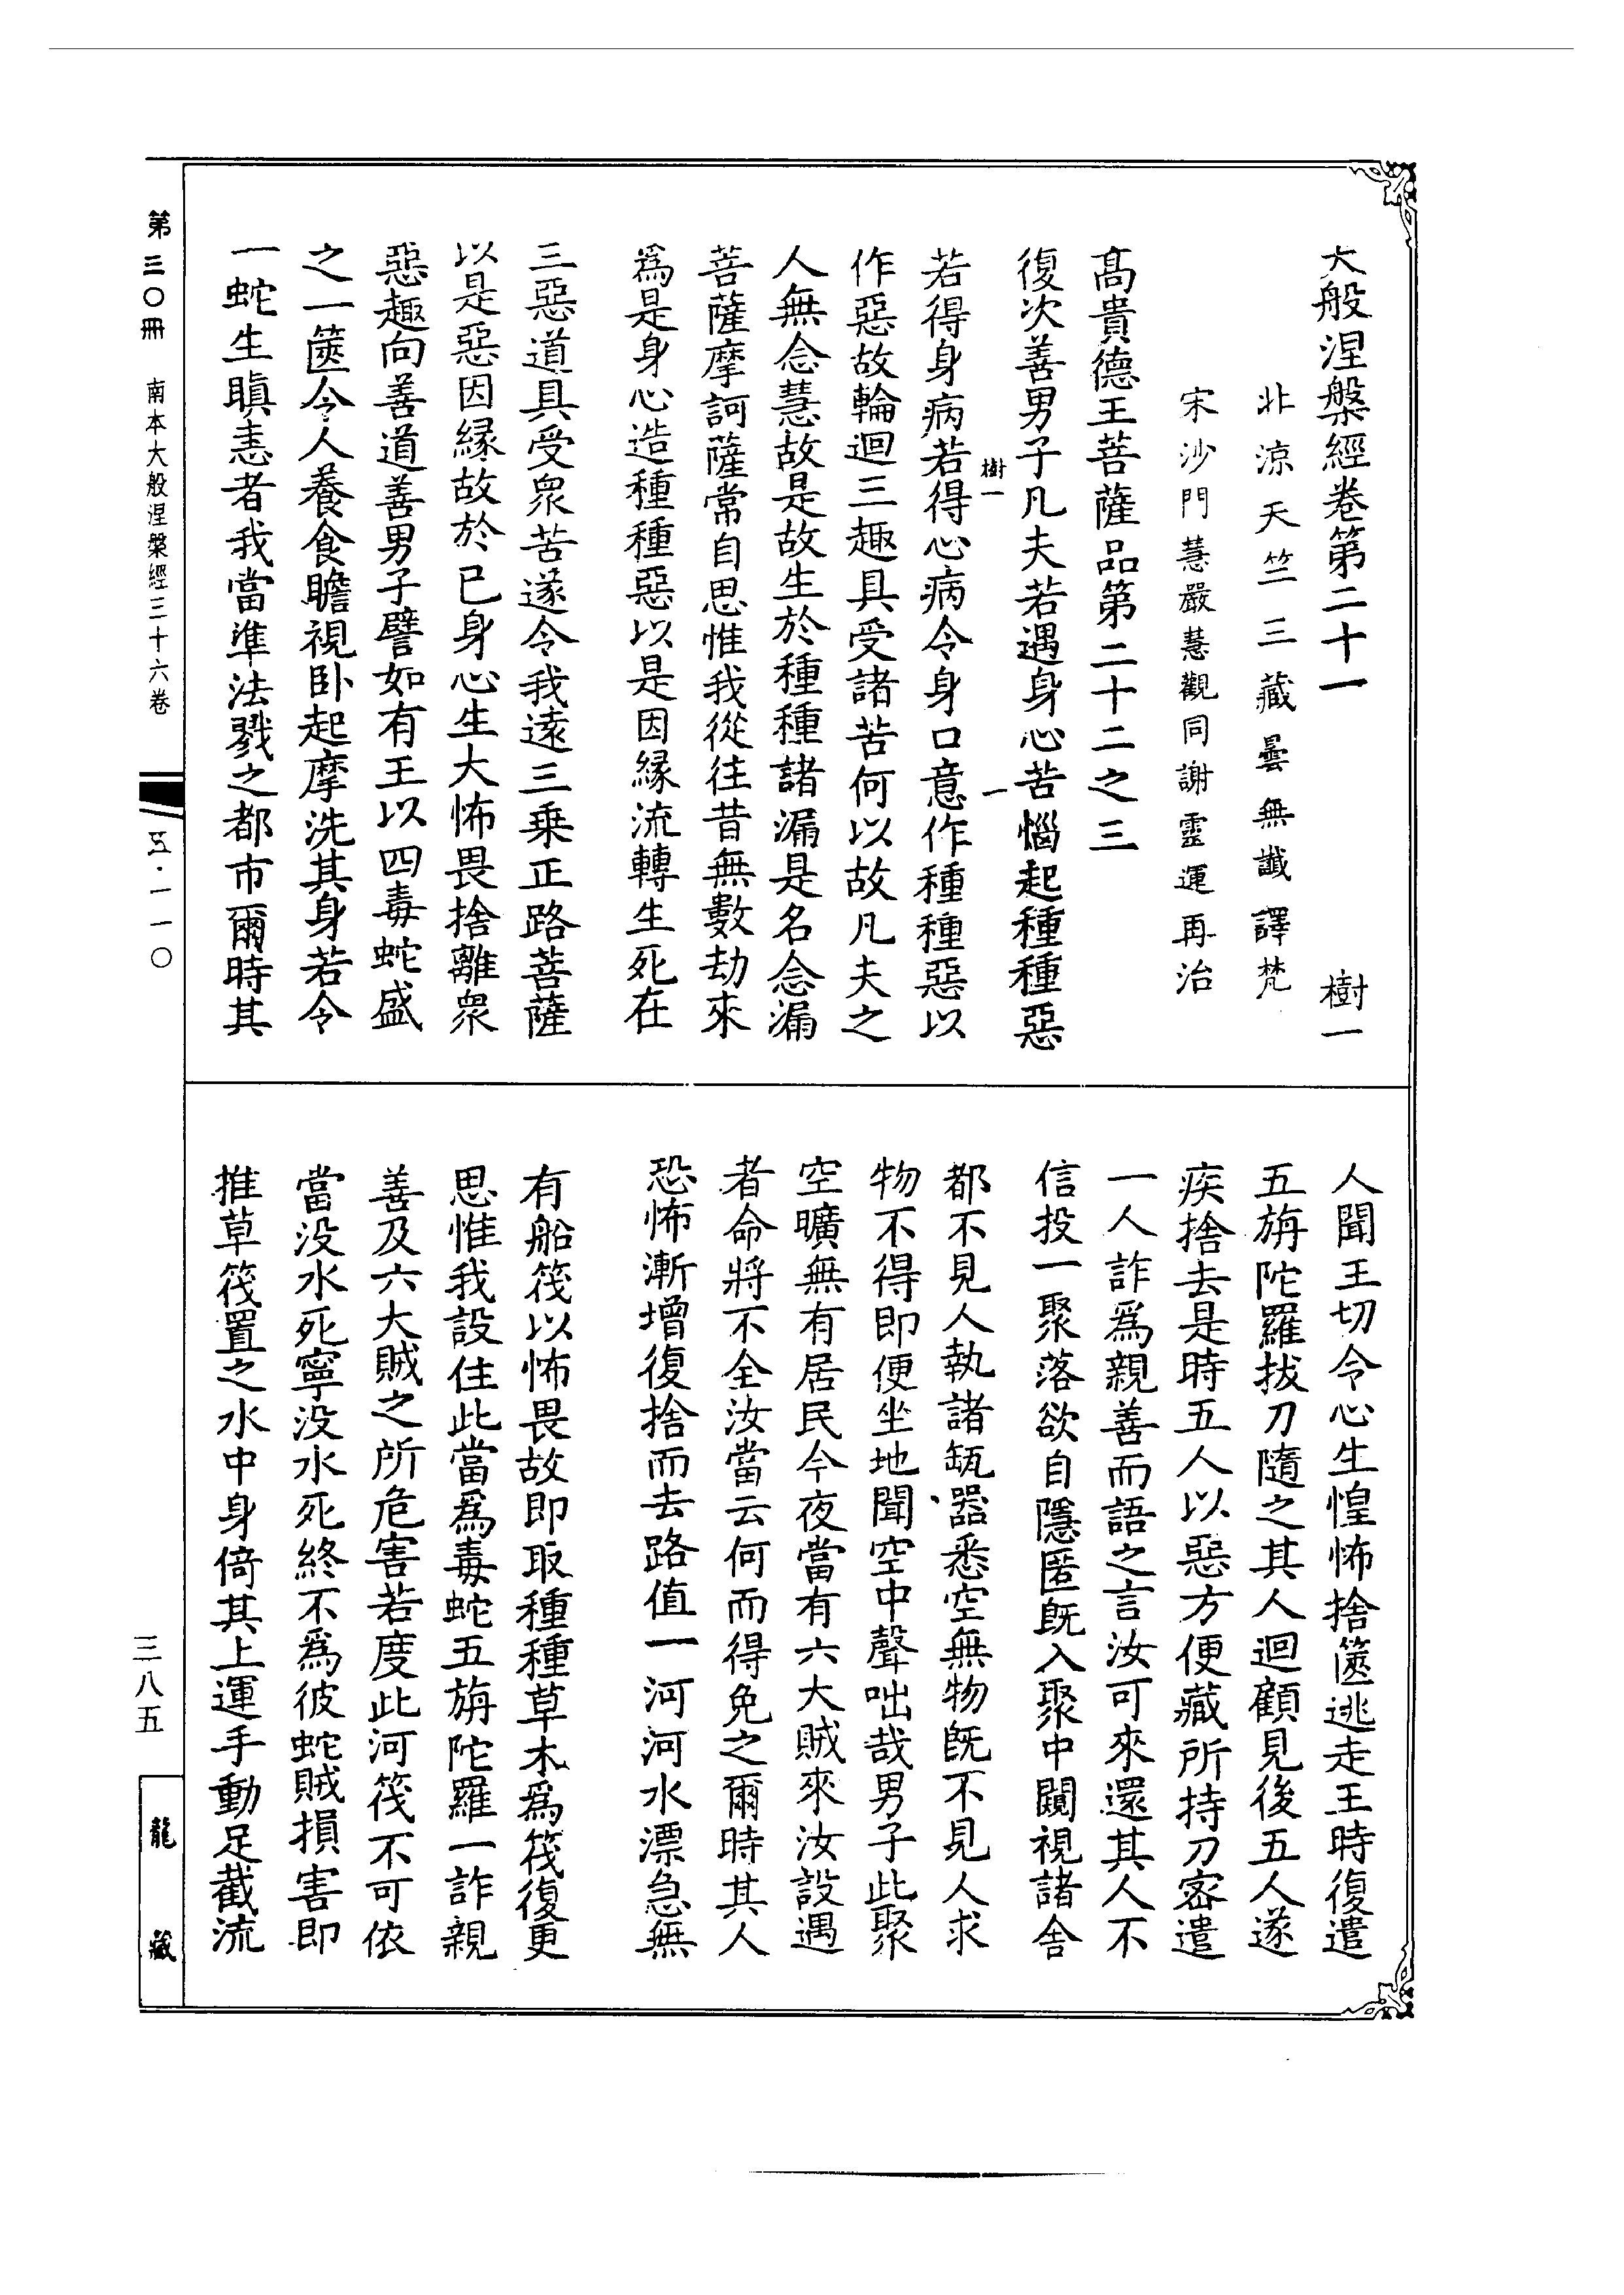 大般涅槃經卷第二十一　樹一
北涼天竺三藏曇無讖譯梵
宋沙門慧嚴慧觀同謝靈運再治
高貴德王菩薩品第二十二之三
復次善男子凡夫若遇身心苦惱起種種惡
樹一　一
若得身病若得心病令身口意作種種惡以
作惡故輪迴三趣具受諸苦何以故凡夫之
人無念慧故是故生於種種諸漏是名念漏
菩薩摩訶薩常自思惟我從往昔無數劫來
爲是身心造種種惡以是因緣流轉生死在
三惡道具受衆苦遂令我遠三乘正路菩薩
以是惡因緣故於已身心生大怖畏捨離衆
惡趣向善道善男子譬如有王以四毒蛇盛
之一篋令人養食瞻視卧起摩洗其身若令
一蛇生瞋恚者我當準法戮之都市爾時其
人聞王切令心生惶怖捨篋逃走王時復遣
五旃陀羅拔刀隨之其人迴顧見後五人遂
疾捨去是時五人以惡方便藏所持刀密遣
一人詐爲親善而語之言汝可來還其人不
信投一聚落欲自隱匿旣入聚中闚視諸舍
都不見人執諸缻器悉空無物旣不見人求
物不得即便坐地聞空中聲咄哉男子此聚
空曠無有居民今夜當有六大賊來汝設遇
者命將不全汝當云何而得免之爾時其人
恐怖漸增復捨而去路值一河河水漂急無
有船筏以怖畏故即取種種草木爲筏復更
思惟我設住此當爲毒蛇五旃陀羅一詐親
善及六大賊之所危害若度此河筏不可依
當没水死寧没水死終不爲彼蛇賊損害即
推草筏置之水中身倚其上運手動足截流
第三〇冊　南本大般涅槃經三十六卷
五·一一〇
三八五
龍藏